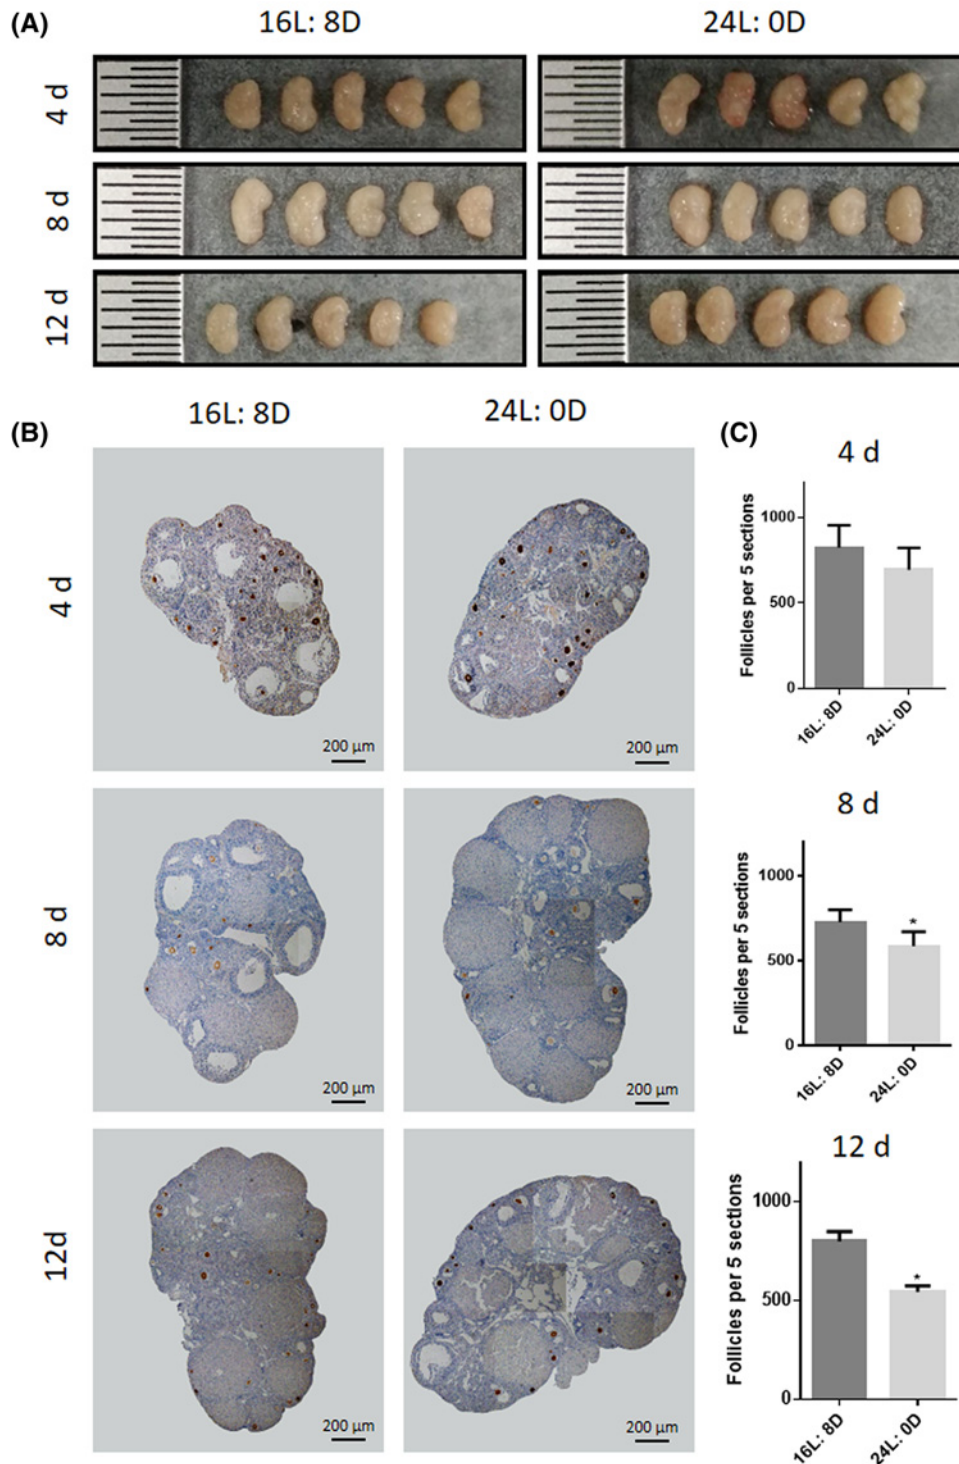 (A)
16L: 8D
24L: 0D
4 d
8 d
12 d
16L: 8D
24L: 0D
(B)
(C)
4 d
200 µm
200 µm
Follicles per 5 sections
1000
500
0
16L: 8D
24L: 0D
8 d
200 µm
200 µm
8 d
Follicles per 5 sections
1000
500
0
*
16L: 8D
24L: 0D
12d
200 µm
200 µm
12 d
Follicles per 5 sections
1000
500
0
*
16L: 8D
24L: 0D
4 d